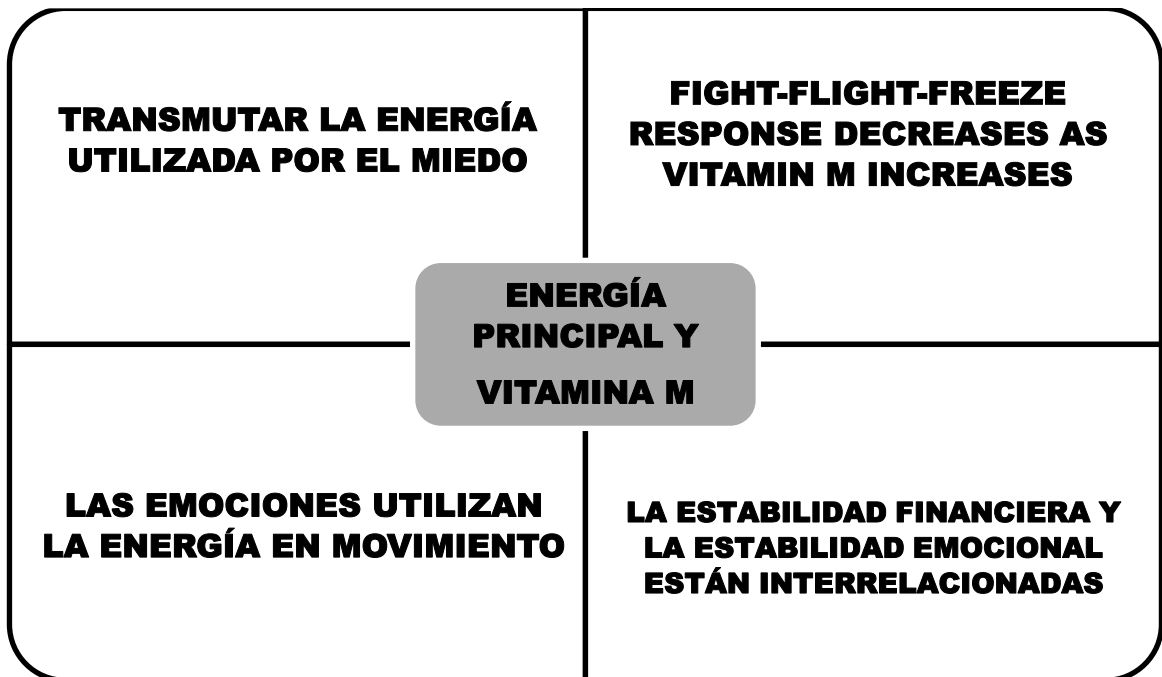 TRANSMUTAR LA ENERGÍA
UTILIZADA POR EL MIEDO
FIGHT-FLIGHT-FREEZE
RESPONSE DECREASES AS
VITAMIN M INCREASES
ENERGÍA
PRINCIPAL Y
VITAMINA M
LAS EMOCIONES UTILIZAN
LA ENERGÍA EN MOVIMIENTO
LA ESTABILIDAD FINANCIERA Y
LA ESTABILIDAD EMOCIONAL
ESTÁN INTERRELACIONADAS